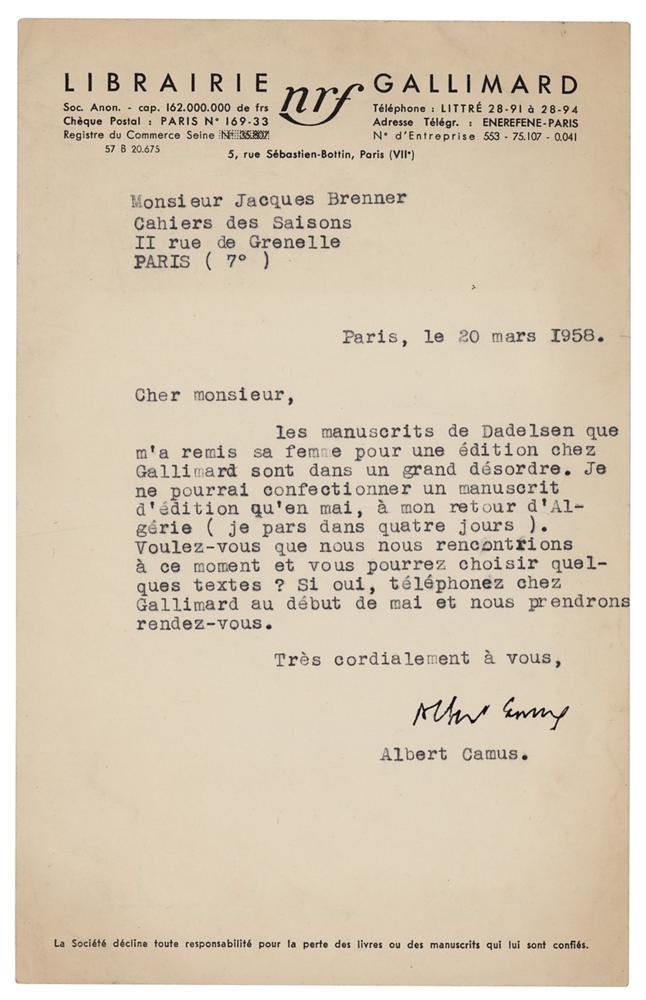 LIBRAIRIE nrf GALLIMARD
Soc. Anon. - cap. 162.000.000 de frs
Chèque Postal : PARIS N° 169-33
Registre du Commerce Seine N° 35.807
57 B 20.675
Téléphone : LITTRÉ 28-91 à 28-94
Adresse Télégr. : ENEREFENE-PARIS
N° d'Entreprise 553 - 75.107 - 0.041
5, rue Sébastien-Bottin, Paris (VIIe)
Monsieur Jacques Brenner
Cahiers des Saisons
II rue de Grenelle
PARIS ( 7° )
Paris, le 20 mars I958.
Cher monsieur,
les manuscrits de Dadelsen que
m'a remis sa femme pour une édition chez
Gallimard sont dans un grand désordre. Je
ne pourrai confectionner un manuscrit
d'édition qu'en mai, à mon retour d'Al-
gérie ( je pars dans quatre jours ).
Voulez-vous que nous nous rencontrions
à ce moment et vous pourrez choisir quel-
ques textes ? Si oui, téléphonez chez
Gallimard au début de mai et nous prendrons
rendez-vous.
Très cordialement à vous,
Albert Camus
Albert Camus.
La Société décline toute responsabilité pour la perte des livres ou des manuscrits qui lui sont confiés.